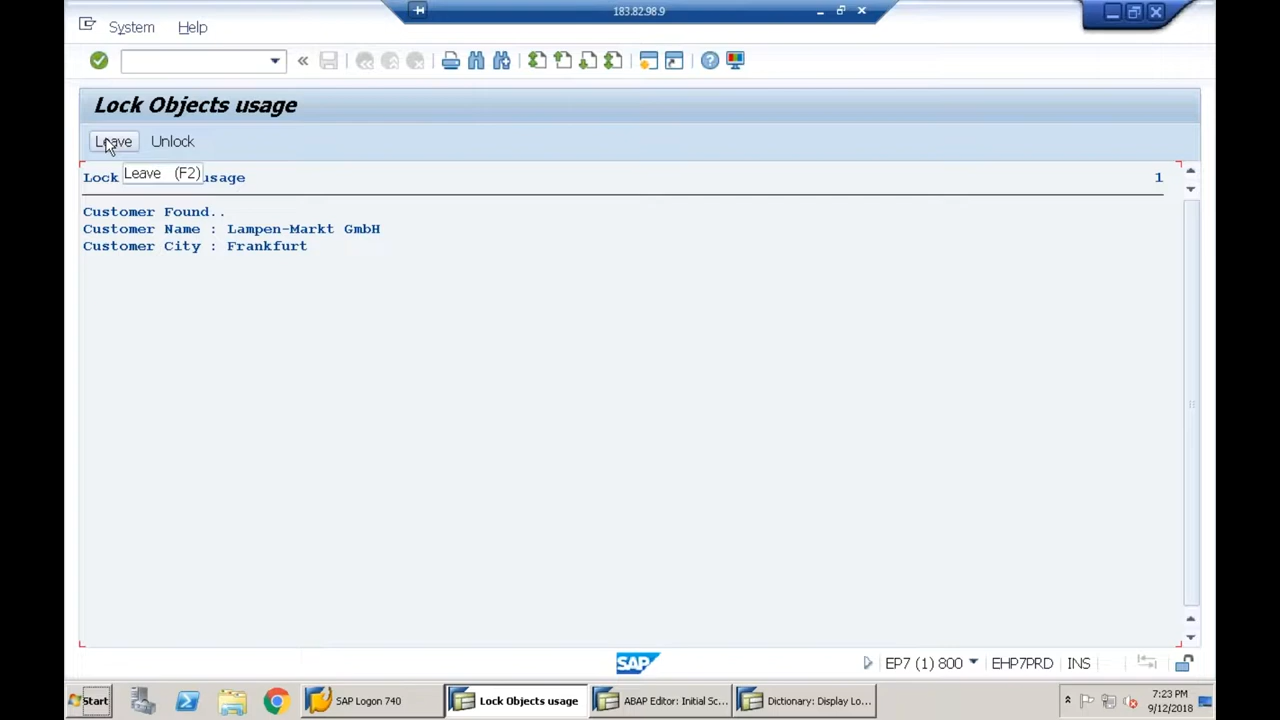 183.82.98.9
System Help
Lock Objects usage
Leave Unlock
Leave (F2)
Lock usage 1
Customer Found..
Customer Name : Lampen-Markt GmbH
Customer City : Frankfurt
SAP
EP7 (1) 800 EHP7PRD INS
Start SAP Logon 740 Lock Objects usage ABAP Editor: Initial Sc... Dictionary: Display Lo...
7:23 PM
9/12/2018